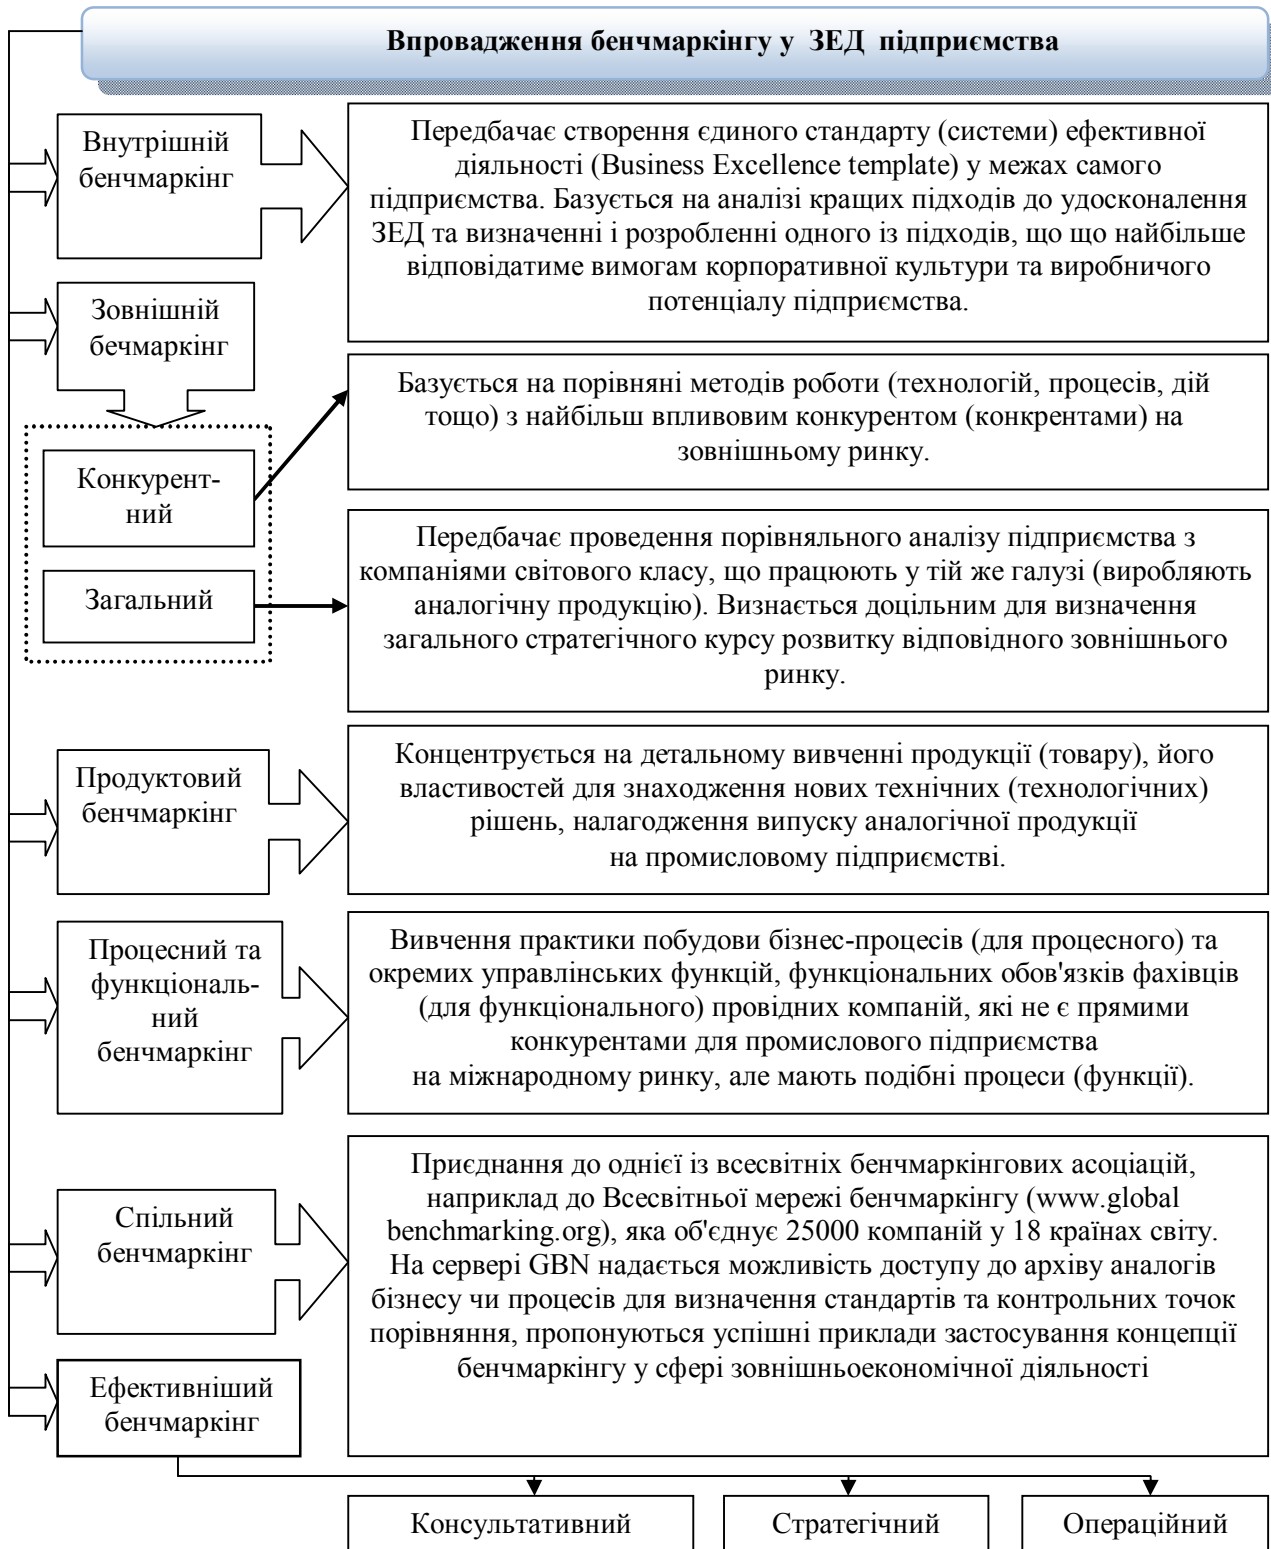 Впровадження бенчмаркінгу у ЗЕД підприємства
Внутрішній
бенчмаркінг
Передбачає створення єдиного стандарту (системи) ефективної
діяльності (Business Excellence template) у межах самого
підприємства. Базується на аналізі кращих підходів до удосконалення
ЗЕД та визначенні і розробленні одного із підходів, що що найбільше
відповідатиме вимогам корпоративної культури та виробничого
потенціалу підприємства.
Зовнішній
бечмаркінг
Конкурент-
ний
Базується на порівняні методів роботи (технологій, процесів, дій
тощо) з найбільш впливовим конкурентом (конкрентами) на
зовнішньому ринку.
Загальний
Передбачає проведення порівняльного аналізу підприємства з
компаніями світового класу, що працюють у тій же галузі (виробляють
аналогічну продукцію). Визнається доцільним для визначення
загального стратегічного курсу розвитку відповідного зовнішнього
ринку.
Продуктовий
бенчмаркінг
Концентрується на детальному вивченні продукції (товару), його
властивостей для знаходження нових технічних (технологічних)
рішень, налагодження випуску аналогічної продукції
на промисловому підприємстві.
Процесний та
функціональ-
ний
бенчмаркінг
Вивчення практики побудови бізнес-процесів (для процесного) та
окремих управлінських функцій, функціональних обов'язків фахівців
(для функціонального) провідних компаній, які не є прямими
конкурентами для промислового підприємства
на міжнародному ринку, але мають подібні процеси (функції).
Спільний
бенчмаркінг
Приєднання до однієї із всесвітніх бенчмаркінгових асоціацій,
наприклад до Всесвітньої мережі бенчмаркінгу (www.global
benchmarking.org), яка об'єднує 25000 компаній у 18 країнах світу.
На сервері GBN надається можливість доступу до архіву аналогів
бізнесу чи процесів для визначення стандартів та контрольних точок
порівняння, пропонуються успішні приклади застосування концепції
бенчмаркінгу у сфері зовнішньоекономічної діяльності
Ефективніший
бенчмаркінг
Консультативний
Стратегічний
Операційний